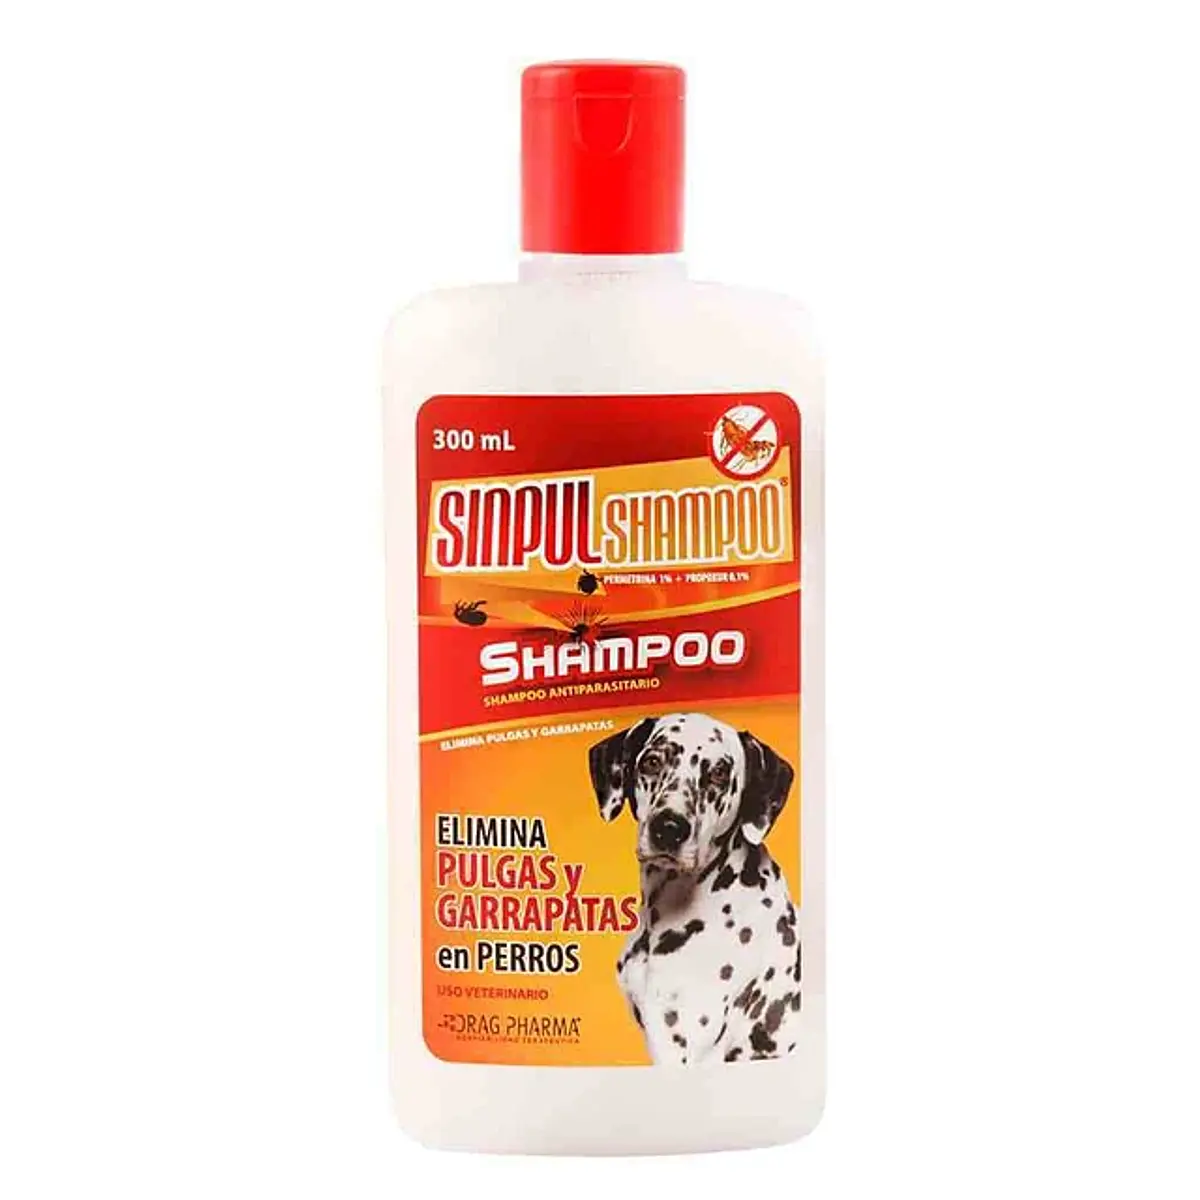 300 mL
SINPUL SHAMPOO®
PERMETRINA 1% + PROPOXUR 0,1%
SHAMPOO
SHAMPOO ANTIPARASITARIO
ELIMINA PULGAS Y GARRAPATAS
ELIMINA
PULGAS y
GARRAPATAS
en PERROS
USO VETERINARIO
DRAG PHARMA